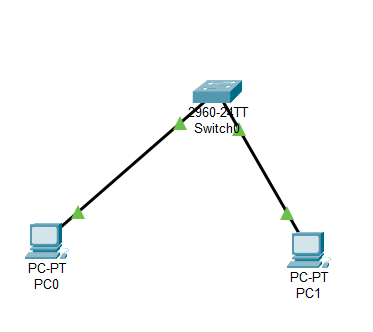 2960-24TT
Switch0
PC-PT
PC0
PC-PT
PC1